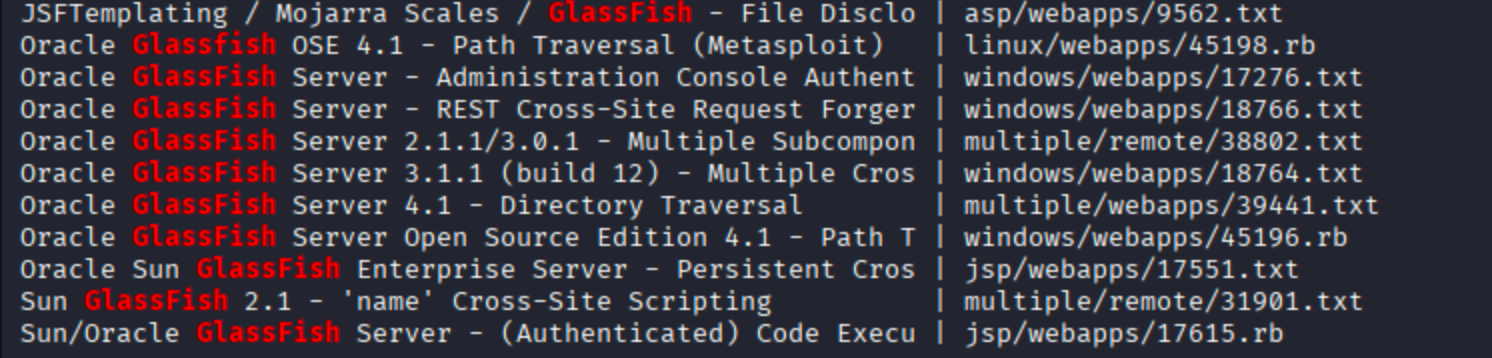 JSFTemplating / Mojarra Scales / GlassFish - File Disclo | asp/webapps/9562.txt
Oracle Glassfish OSE 4.1 - Path Traversal (Metasploit) | linux/webapps/45198.rb
Oracle GlassFish Server - Administration Console Authent | windows/webapps/17276.txt
Oracle GlassFish Server - REST Cross-Site Request Forger | windows/webapps/18766.txt
Oracle GlassFish Server 2.1.1/3.0.1 - Multiple Subcompon | multiple/remote/38802.txt
Oracle GlassFish Server 3.1.1 (build 12) - Multiple Cros | windows/webapps/18764.txt
Oracle GlassFish Server 4.1 - Directory Traversal | multiple/webapps/39441.txt
Oracle GlassFish Server Open Source Edition 4.1 - Path T | windows/webapps/45196.rb
Oracle Sun GlassFish Enterprise Server - Persistent Cros | jsp/webapps/17551.txt
Sun GlassFish 2.1 - 'name' Cross-Site Scripting | multiple/remote/31901.txt
Sun/Oracle GlassFish Server - (Authenticated) Code Execu | jsp/webapps/17615.rb